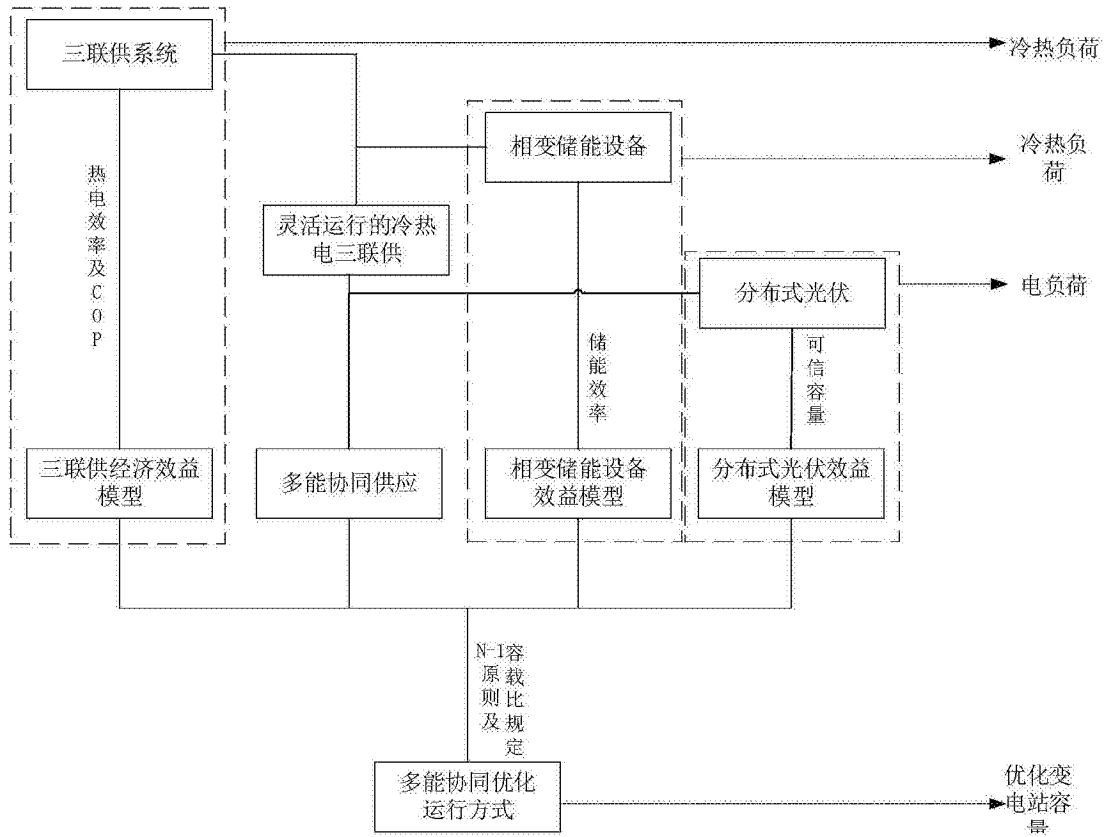 三联供系统
冷热负荷
相变储能设备
冷热负
荷
热电效率及COP
灵活运行的冷热
电三联供
分布式光伏
电负荷
储能效率
可信容量
三联供经济效益
模型
多能协同供应
相变储能设备
效益模型
分布式光伏效益
模型
N-1原则及
容载比规定
多能协同优化
运行方式
优化变
电站容
量